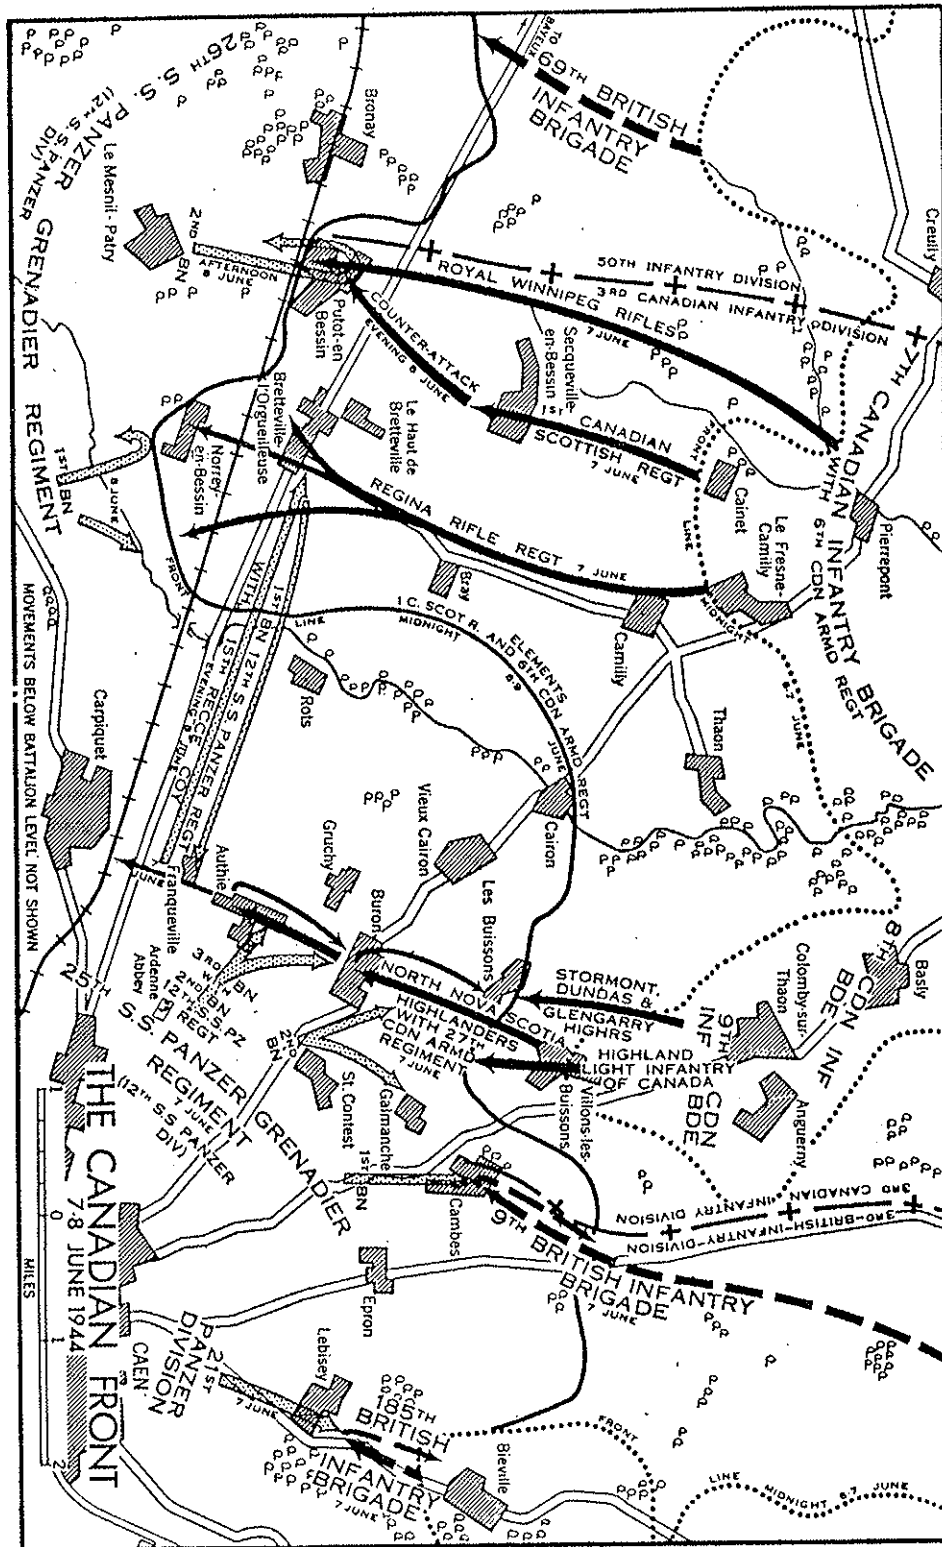 TO
BAYEUX
69TH BRITISH
INFANTRY
BRIGADE
Creully
50TH INFANTRY DIVISION
3RD CANADIAN INFANTRY DIVISION
7TH CANADIAN INFANTRY BRIGADE
WITH 6TH CDN ARMD REGT
Pierrepont
26TH S.S. PANZER GRENADIER REGIMENT
(12TH S.S. PANZER
DIV)
Bronay
Le Mesnil-Patry
2ND BN
AFTERNOON
8 JUNE
Putot-en
Bessin
ROYAL WINNIPEG RIFLES
7 JUNE
COUNTER-ATTACK
EVENING 8 JUNE
Secqueville-
en-Bessin
1ST CANADIAN
SCOTTISH REGT
7 JUNE
Cainet
FRONT
LINE
MIDNIGHT
6-7 JUNE
Le Fresne-
Camilly
Bretteville-
l'Orgueilleuse
Le Haut de
Bretteville
Norrey-
en-Bessin
1ST BN
8 JUNE
REGINA RIFLE REGT
7 JUNE
Bray
Camilly
Thaon
FRONT
LINE
MIDNIGHT
8-9
JUNE
1 C. SCOT R. AND 6TH CDN ARMD REGT
ELEMENTS
1ST BN 12TH S.S. PANZER REGT
WITH
15TH RECCE COY
EVENING 8 JUNE
Rots
Cairon
Vieux Cairon
Gruchy
Les Buissons
Buron
Authie
Franqueville
JUNE
Carpiquet
Ardenne
Abbey
3RD BN
WITH
2ND BN
12TH S.S. PZ
REGT
25TH
S.S. PANZER GRENADIER
REGIMENT
7 JUNE
(12TH S.S. PANZER
DIV)
2ND
BN
NORTH NOVA SCOTIA
HIGHLANDERS
WITH 27TH
CDN ARMD
REGIMENT
7 JUNE
STORMONT,
DUNDAS &
GLENGARRY
HIGHRS
HIGHLAND
LIGHT INFANTRY
OF CANADA
9TH CDN
INF BDE
8TH CDN INF
BDE
Basly
Colomby-sur-
Thaon
Anguerny
Villons-les-
Buissons
St. Contest
Galmanche
1ST BN
Cambes
3RD CANADIAN INFANTRY DIVISION
3RD BRITISH INFANTRY DIVISION
9TH BRITISH INFANTRY
BRIGADE
7 JUNE
Epron
Lebisey
21ST
PANZER
DIVISION
7 JUNE
185TH
BRITISH
INFANTRY
BRIGADE
7 JUNE
Bieville
FRONT
LINE
MIDNIGHT 6-7 JUNE
CAEN
THE CANADIAN FRONT
7-8 JUNE 1944
1 0 1 2
MILES
MOVEMENTS BELOW BATTALION LEVEL NOT SHOWN